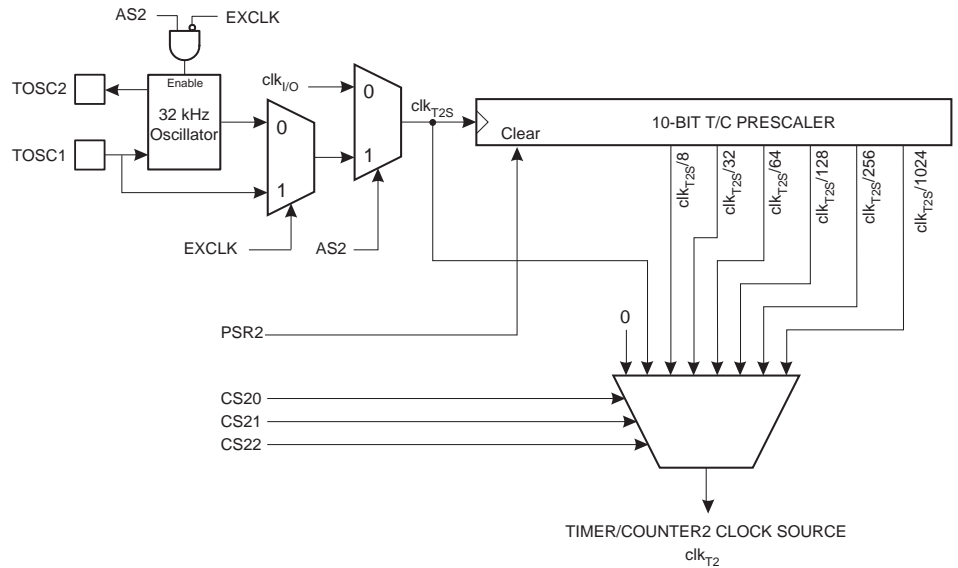 AS2
EXCLK
TOSC2
Enable
32 kHz
Oscillator
TOSC1
0
1
EXCLK
clkI/O
0
1
AS2
clkT2S
10-BIT T/C PRESCALER
Clear
clkT2S/8
clkT2S/32
clkT2S/64
clkT2S/128
clkT2S/256
clkT2S/1024
PSR2
0
CS20
CS21
CS22
TIMER/COUNTER2 CLOCK SOURCE
clkT2